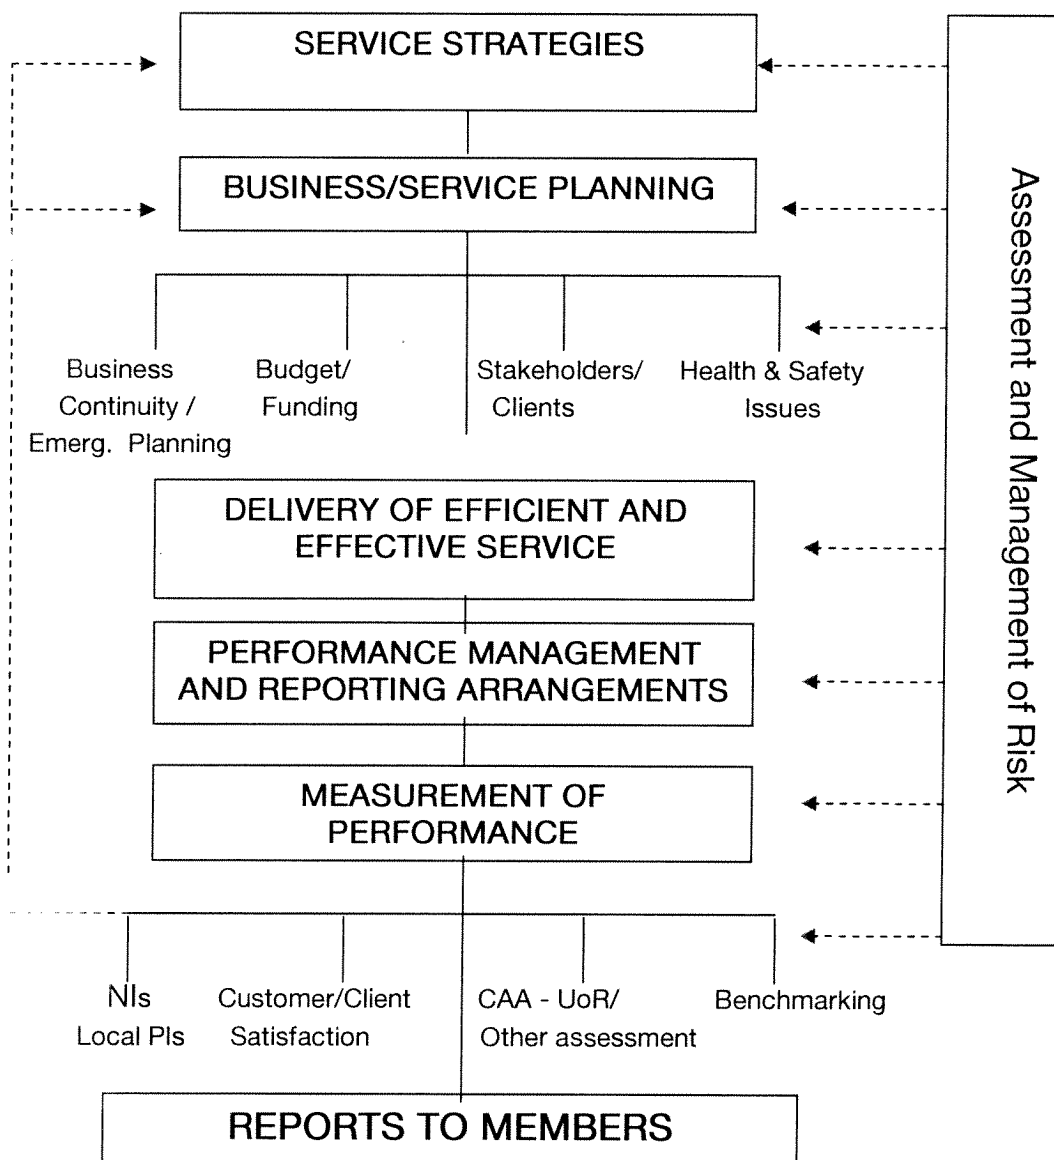 SERVICE STRATEGIES
BUSINESS/SERVICE PLANNING
Business
Continuity /
Emerg. Planning
Budget/
Funding
Stakeholders/
Clients
Health & Safety
Issues
DELIVERY OF EFFICIENT AND
EFFECTIVE SERVICE
PERFORMANCE MANAGEMENT
AND REPORTING ARRANGEMENTS
MEASUREMENT OF
PERFORMANCE
NIs
Local PIs
Customer/Client
Satisfaction
CAA - UoR/
Other assessment
Benchmarking
REPORTS TO MEMBERS
Assessment and Management of Risk